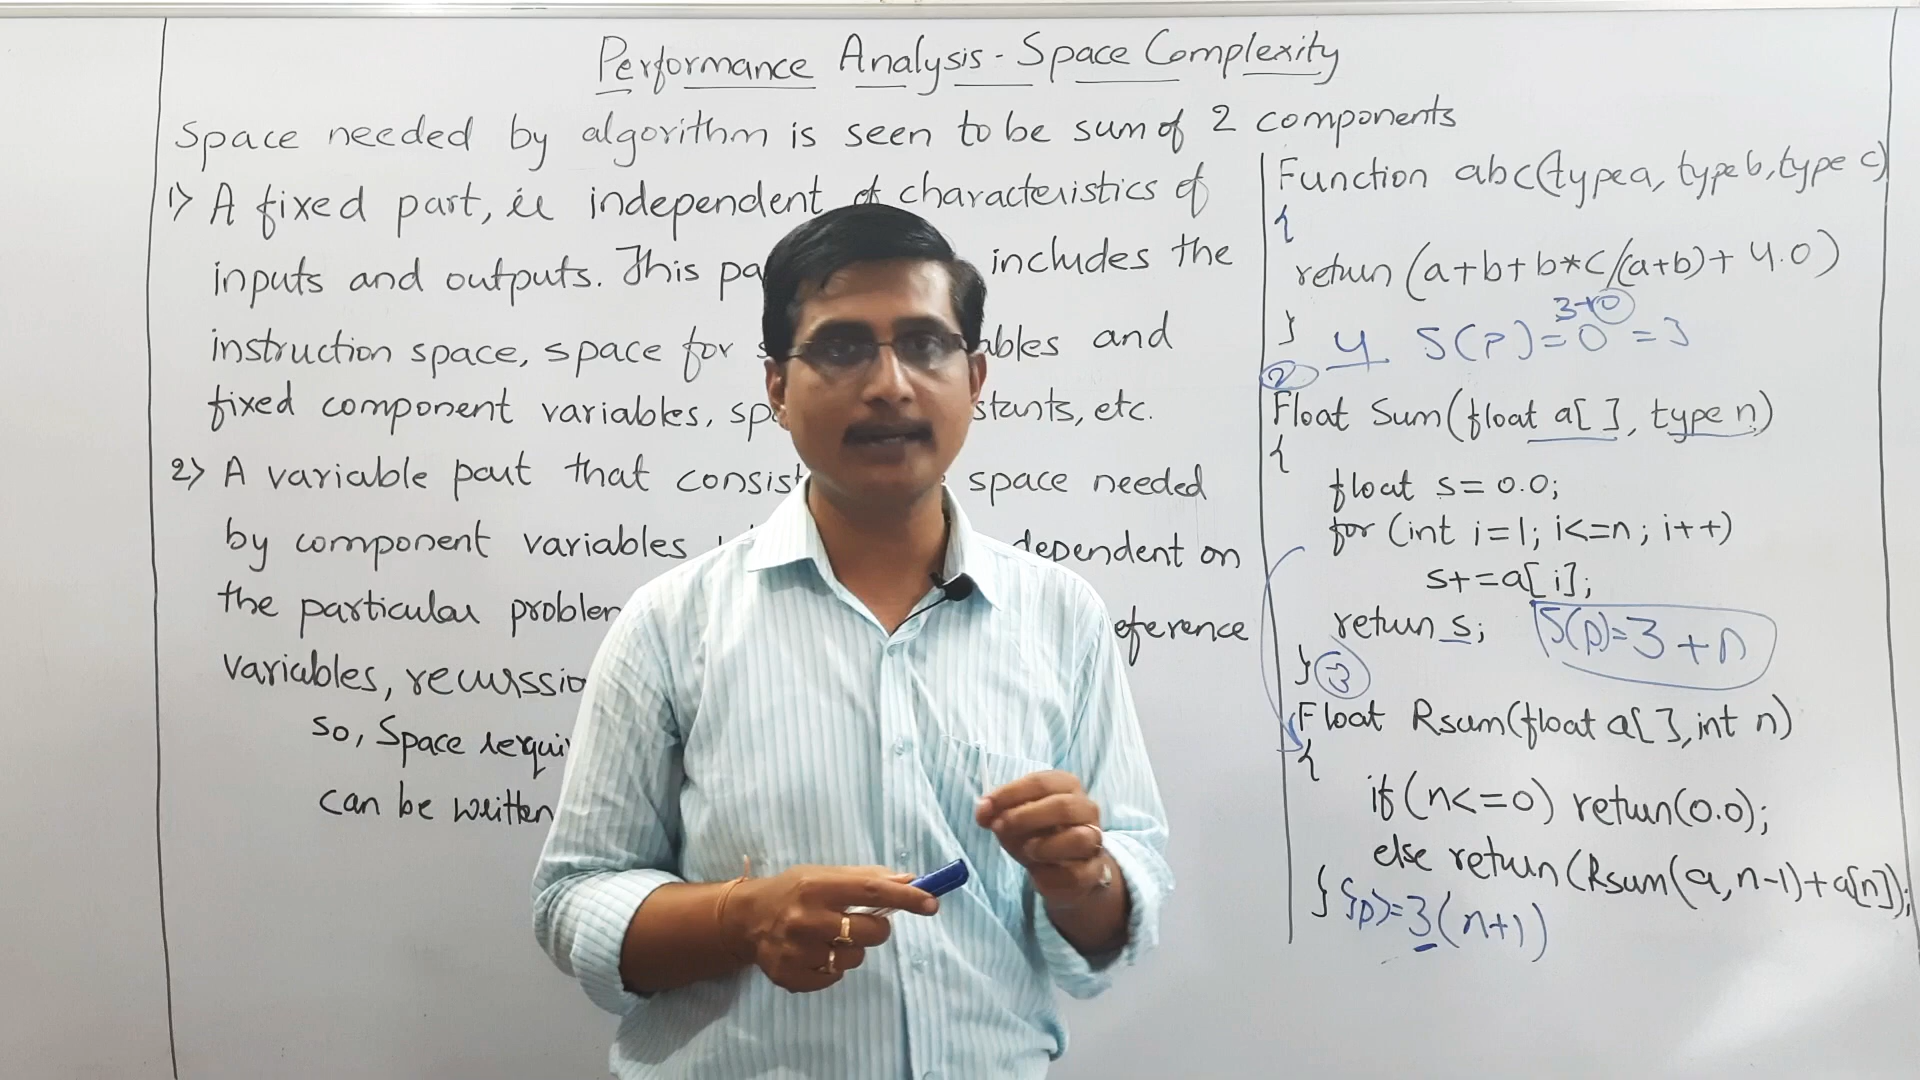 Performance Analysis - Space Complexity
Space needed by algorithm is seen to be sum of 2 components
1> A fixed part, ie independent of characteristics of
inputs and outputs. This pa includes the
instruction space, space for ables and
fixed component variables, sp stants, etc.
2> A variable part that consist space needed
by component variables dependent on
the particular problem eference
variables, recurssio
so, Space requi
can be written
Function abc(type a, type b, type c)
{
return (a+b+b*c/(a+b)+4.0)
3+0
} 4 S(P)=0=3
2
Float Sum(float a[ ], type n)
{
float s=0.0;
for (int i=1; i<=n; i++)
s+=a[i];
return s; S(p)=3+n
} 3
Float Rsum(float a[ ], int n)
{
if (n<=0) return(0.0);
else return(Rsum(a, n-1)+a[n]);
} S(p)=3(n+1)